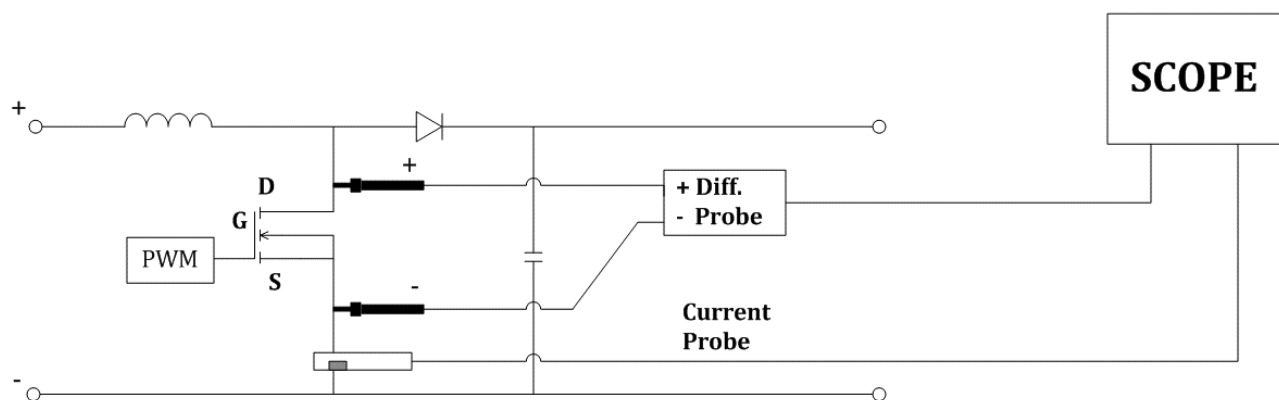 SCOPE
+
+
D
+ Diff.
G
- Probe
PWM
S
-
Current
Probe
-